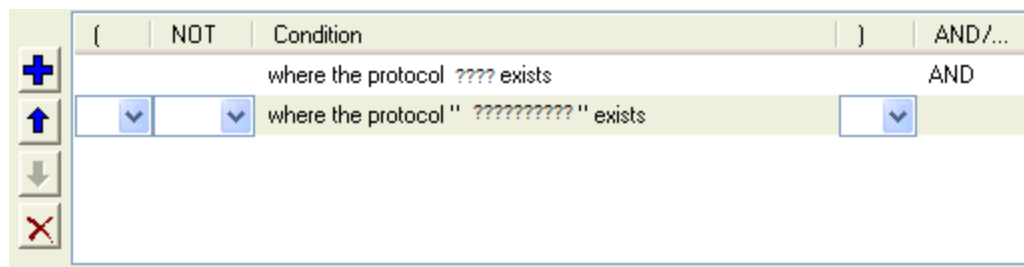 ( NOT Condition ) AND/...
where the protocol ???? exists AND
where the protocol " ?????????? " exists